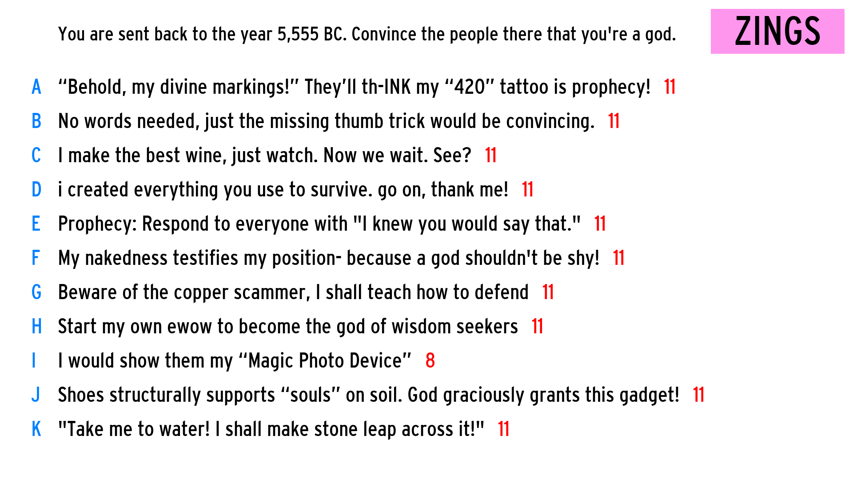 You are sent back to the year 5,555 BC. Convince the people there that you're a god.
ZINGS
A “Behold, my divine markings!” They’ll th-INK my “420” tattoo is prophecy! 11
B No words needed, just the missing thumb trick would be convincing. 11
C I make the best wine, just watch. Now we wait. See? 11
D i created everything you use to survive. go on, thank me! 11
E Prophecy: Respond to everyone with "I knew you would say that." 11
F My nakedness testifies my position- because a god shouldn't be shy! 11
G Beware of the copper scammer, I shall teach how to defend 11
H Start my own ewow to become the god of wisdom seekers 11
I I would show them my “Magic Photo Device” 8
J Shoes structurally supports “souls” on soil. God graciously grants this gadget! 11
K "Take me to water! I shall make stone leap across it!" 11